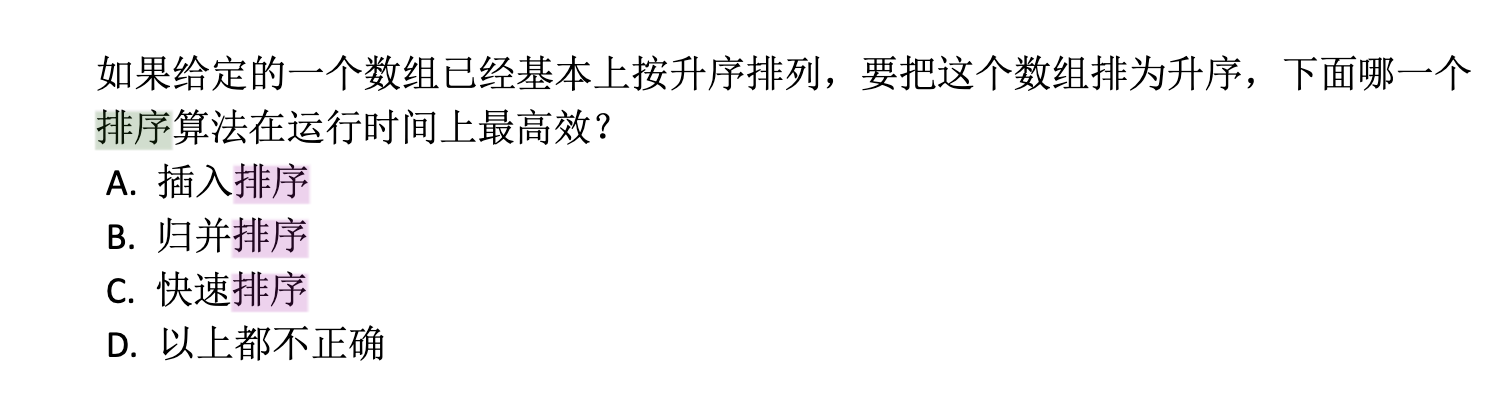 如果给定的一个数组已经基本上按升序排列，要把这个数组排为升序，下面哪一个
排序算法在运行时间上最高效？
A. 插入排序
B. 归并排序
C. 快速排序
D. 以上都不正确